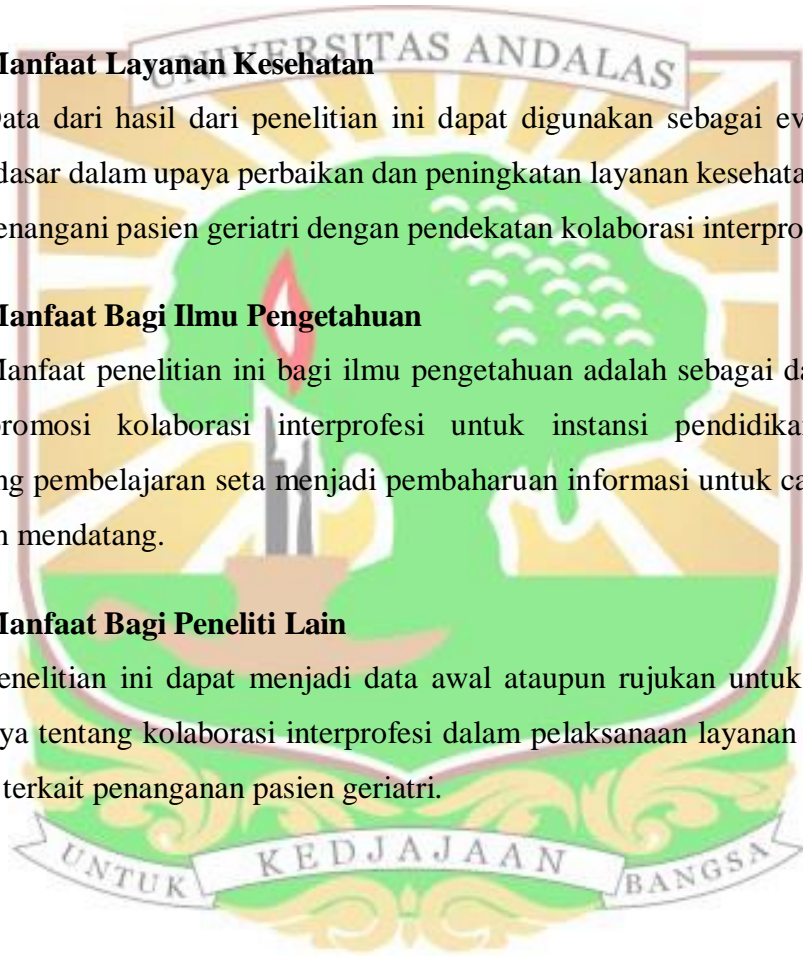 UNIVERSITAS ANDALAS
Manfaat Layanan Kesehatan
Data dari hasil dari penelitian ini dapat digunakan sebagai ev
dasar dalam upaya perbaikan dan peningkatan layanan kesehata
enangani pasien geriatri dengan pendekatan kolaborasi interpro
Manfaat Bagi Ilmu Pengetahuan
Manfaat penelitian ini bagi ilmu pengetahuan adalah sebagai da
promosi kolaborasi interprofesi untuk instansi pendidika
ng pembelajaran seta menjadi pembaharuan informasi untuk ca
n mendatang.
Manfaat Bagi Peneliti Lain
enelitian ini dapat menjadi data awal ataupun rujukan untuk
ya tentang kolaborasi interprofesi dalam pelaksanaan layanan
terkait penanganan pasien geriatri.
UNTUK KEDJAJAAN BANGSA